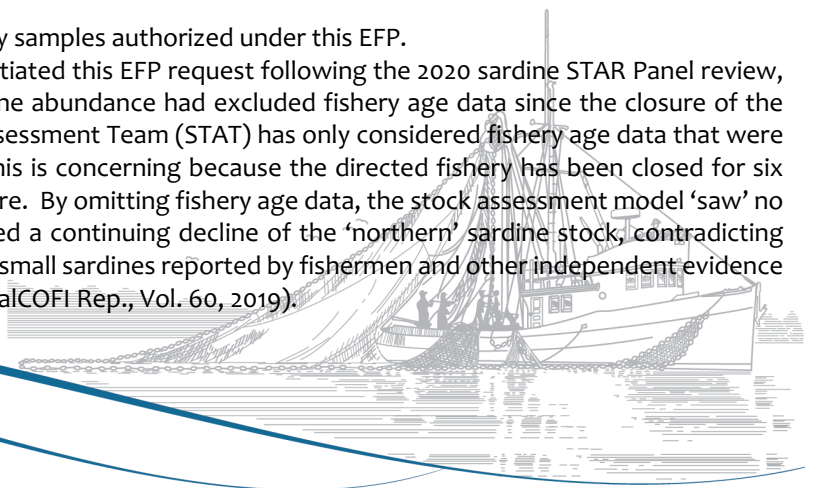 y samples authorized under this EFP.
tiated this EFP request following the 2020 sardine STAR Panel review,
ne abundance had excluded fishery age data since the closure of the
ssessment Team (STAT) has only considered fishery age data that were
his is concerning because the directed fishery has been closed for six
re. By omitting fishery age data, the stock assessment model ‘saw’ no
ed a continuing decline of the ‘northern’ sardine stock, contradicting
small sardines reported by fishermen and other independent evidence
alCOFI Rep., Vol. 60, 2019).